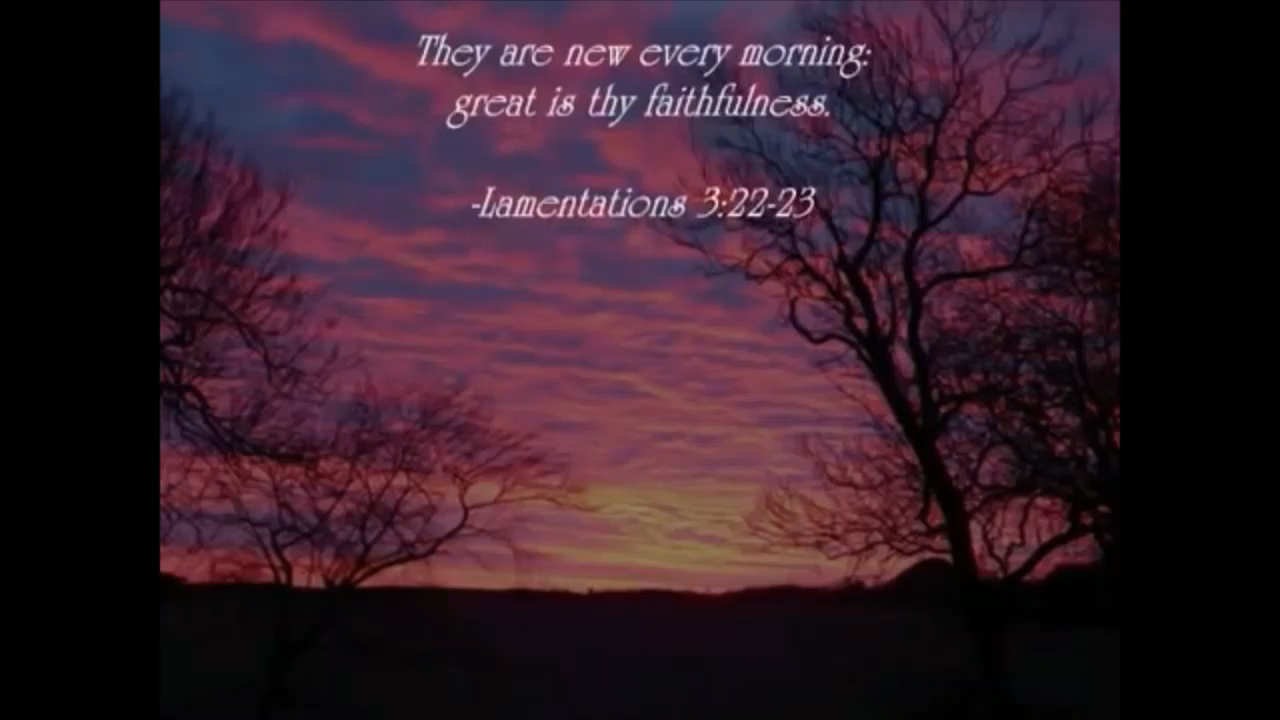 They are new every morning:
great is thy faithfulness.
-Lamentations 3:22-23